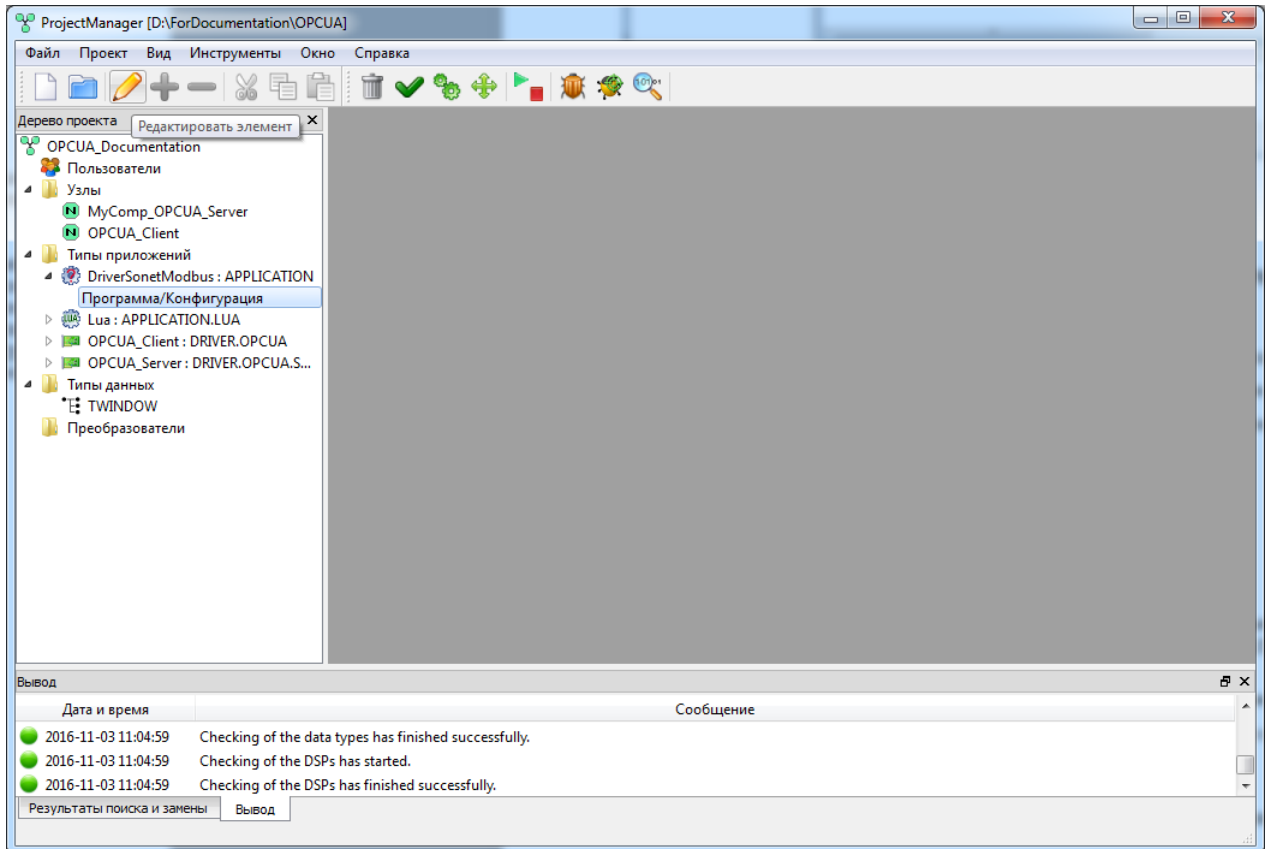 ProjectManager [D:\ForDocumentation\OPCUA]
Файл Проект Вид Инструменты Окно Справка
Дерево проекта
Редактировать элемент
OPCUA_Documentation
Пользователи
Узлы
N MyComp_OPCUA_Server
N OPCUA_Client
Типы приложений
DriverSonetModbus : APPLICATION
Программа/Конфигурация
LUA Lua : APPLICATION.LUA
OPCUA_Client : DRIVER.OPCUA
OPCUA_Server : DRIVER.OPCUA.S...
Типы данных
TWINDOW
Преобразователи
Вывод
Дата и время Сообщение
2016-11-03 11:04:59 Checking of the data types has finished successfully.
2016-11-03 11:04:59 Checking of the DSPs has started.
2016-11-03 11:04:59 Checking of the DSPs has finished successfully.
Результаты поиска и замены Вывод